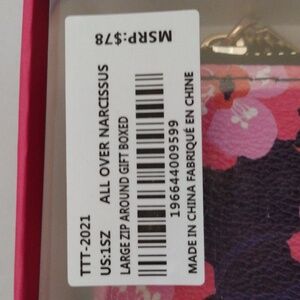 TTT-2021
US:1SZ ALL OVER NARCISSUS
LARGE ZIP AROUND GIFT BOXED
196644009599
MADE IN CHINA FABRIQUÉ EN CHINE
MSRP:$78